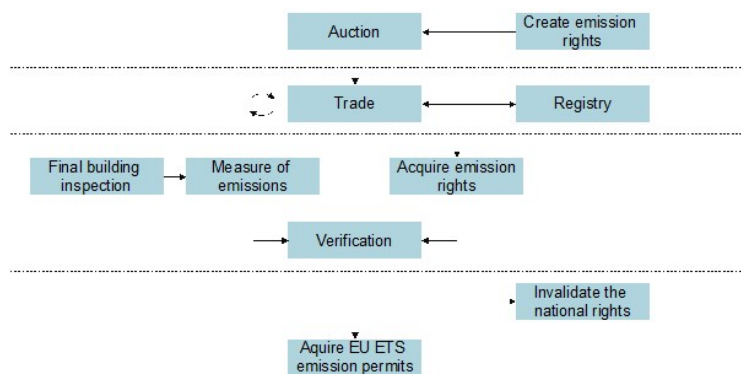 Auction
Create emission
rights
Trade
Registry
Final building
inspection
Measure of
emissions
Acquire emission
rights
Verification
Invalidate the
national rights
Aquire EU ETS
emission permits